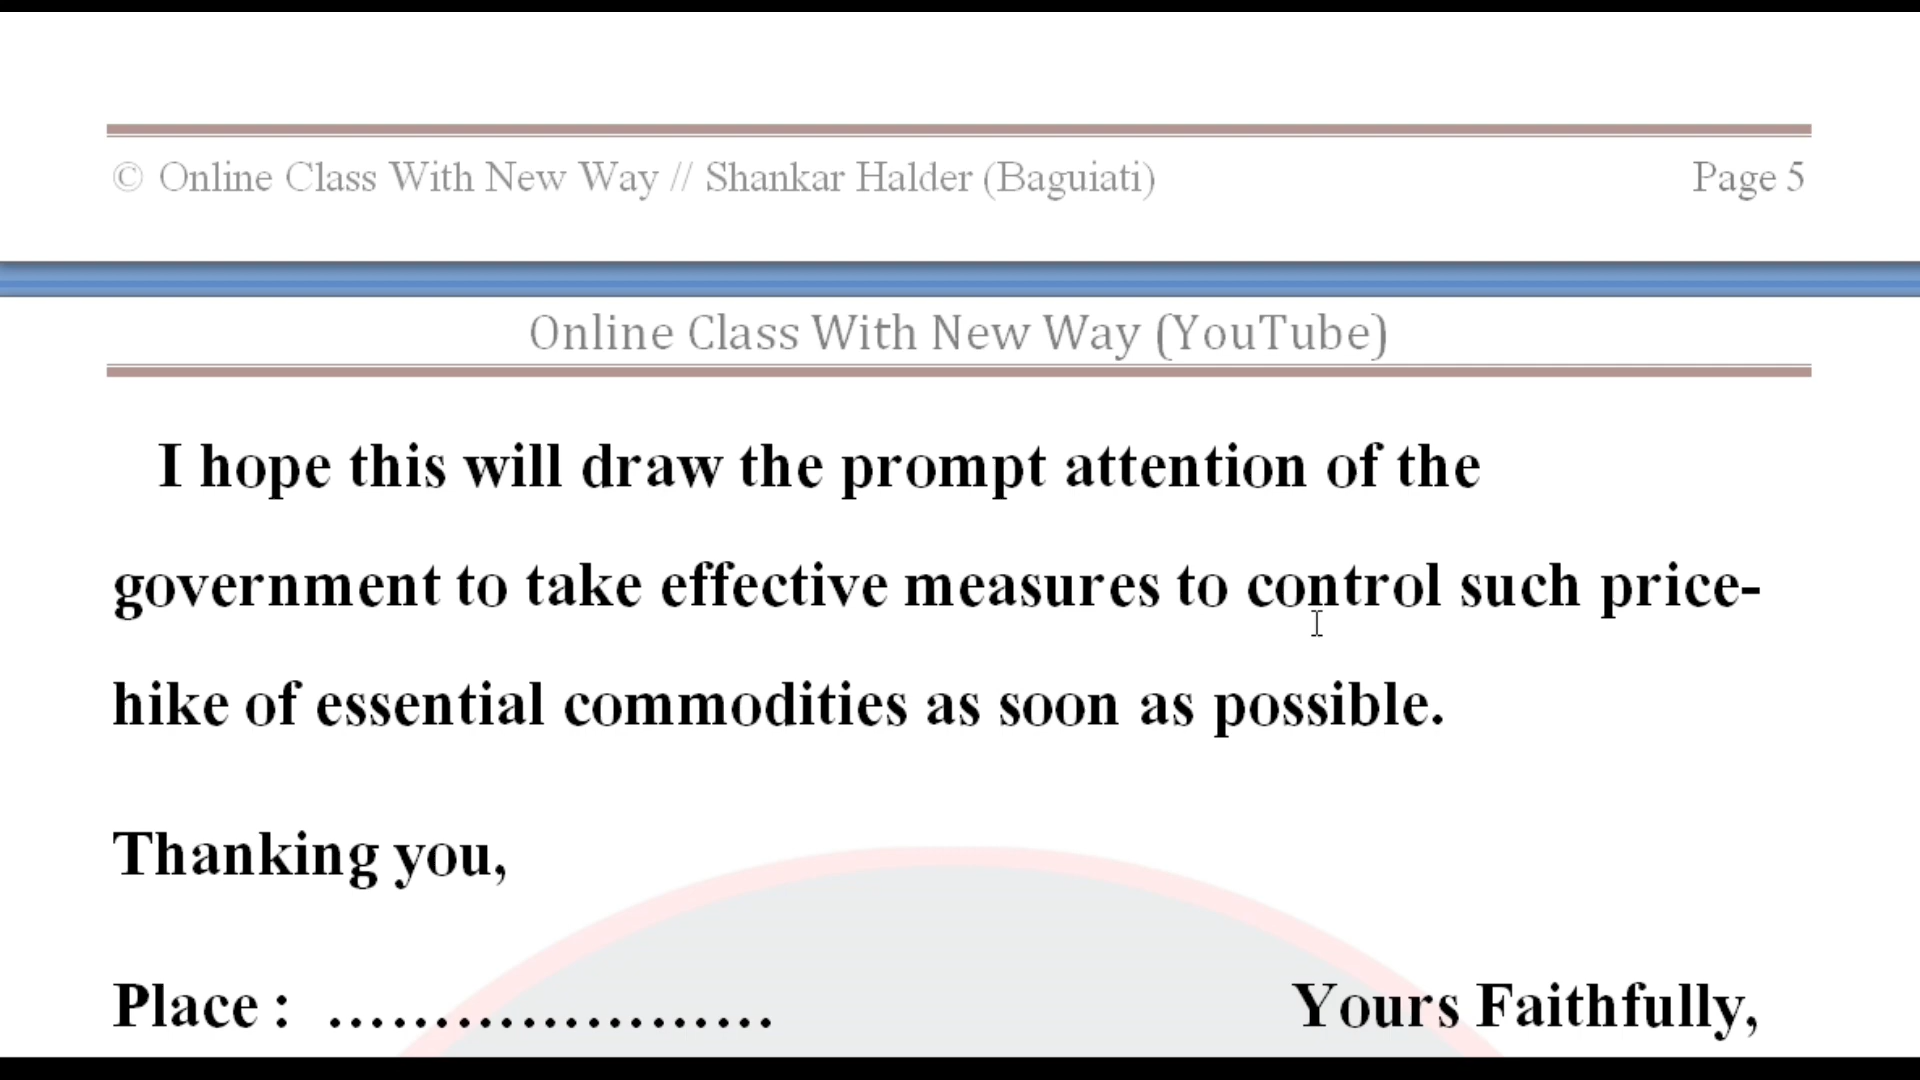 © Online Class With New Way // Shankar Halder (Baguiati) Page 5
Online Class With New Way (YouTube)
I hope this will draw the prompt attention of the
government to take effective measures to control such price-
hike of essential commodities as soon as possible.
Thanking you,
Place : ..................... Yours Faithfully,